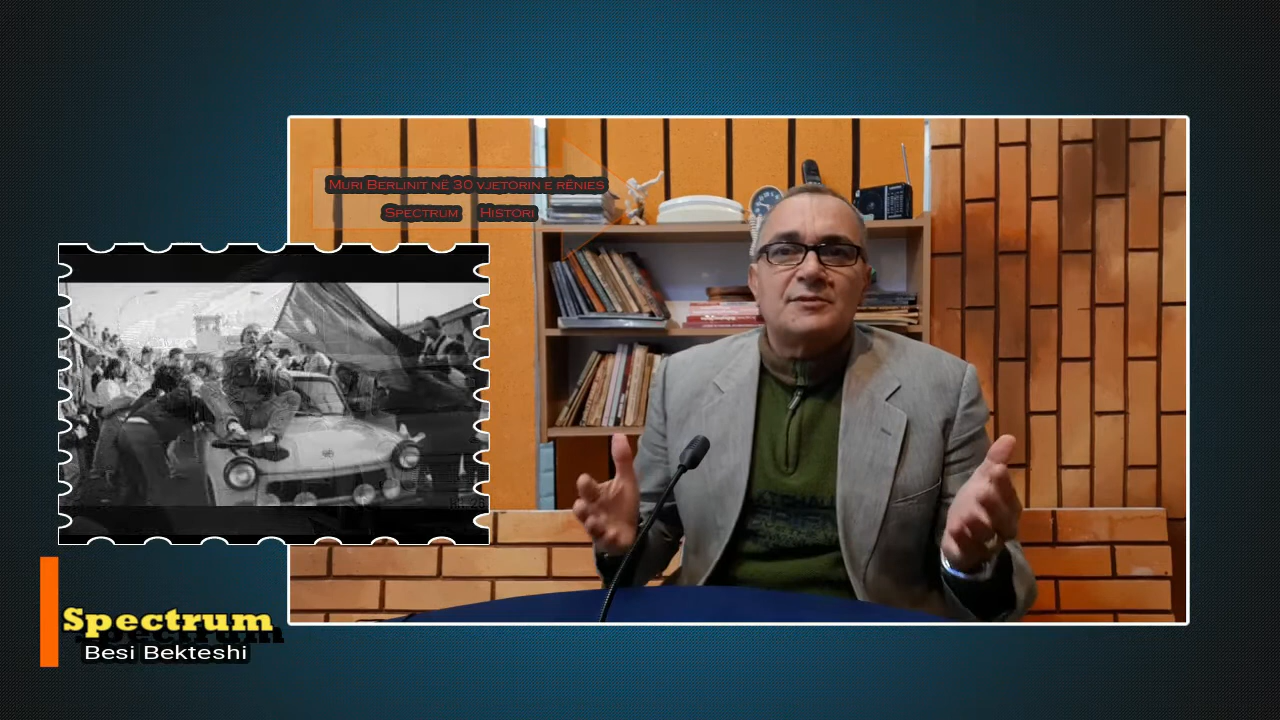 MURI BERLINIT NË 30 VJETORIN E RËNIES
SPECTRUM HISTORI
Spectrum
Besi Bekteshi